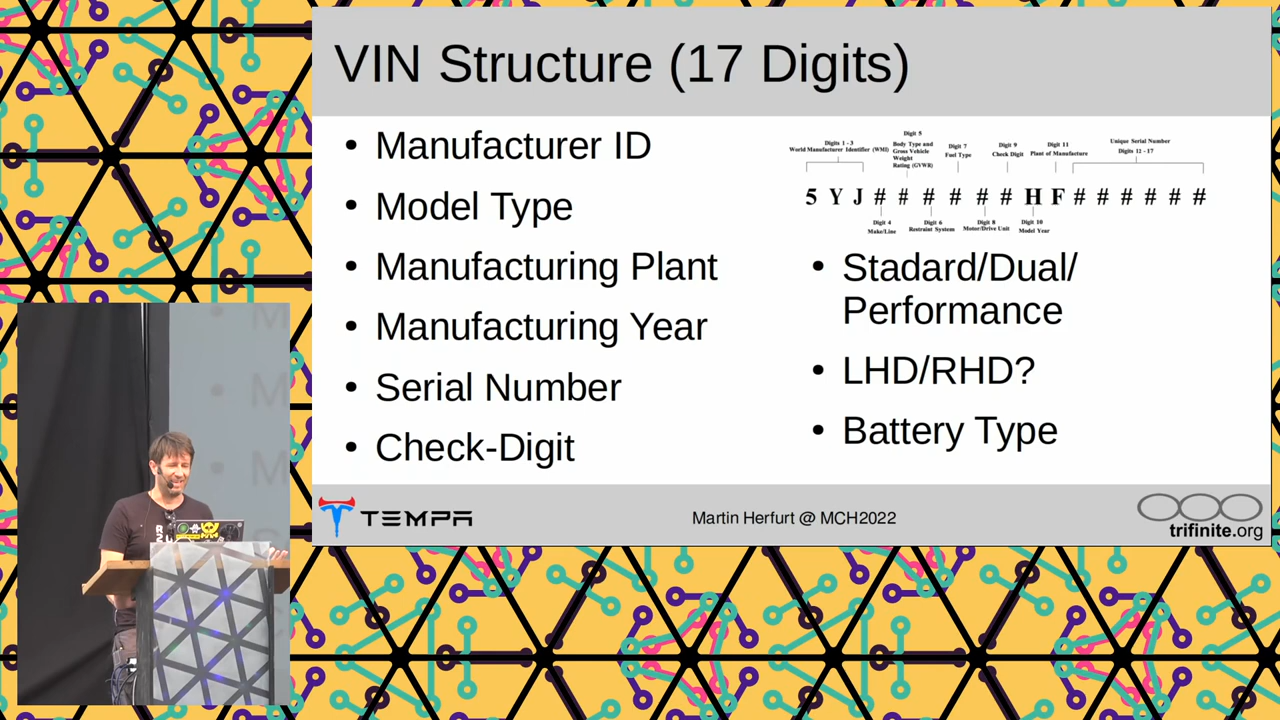 VIN Structure (17 Digits)
• Manufacturer ID
• Model Type
• Manufacturing Plant
• Manufacturing Year
• Serial Number
• Check-Digit
Digits 1 - 3
World Manufacturer Identifier (WMI)
Digit 5
Body Type and
Gross Vehicle
Weight
Rating (GVWR)
Digit 7
Fuel Type
Digit 9
Check Digit
Digit 11
Plant of Manufacture
Unique Serial Number
Digits 12 - 17
5 Y J # # # # # # H F # # # # # #
Digit 4
Make/Line
Digit 6
Restraint System
Digit 8
Motor/Drive Unit
Digit 10
Model Year
• Stadard/Dual/
Performance
• LHD/RHD?
• Battery Type
TEMPA
Martin Herfurt @ MCH2022
trifinite.org